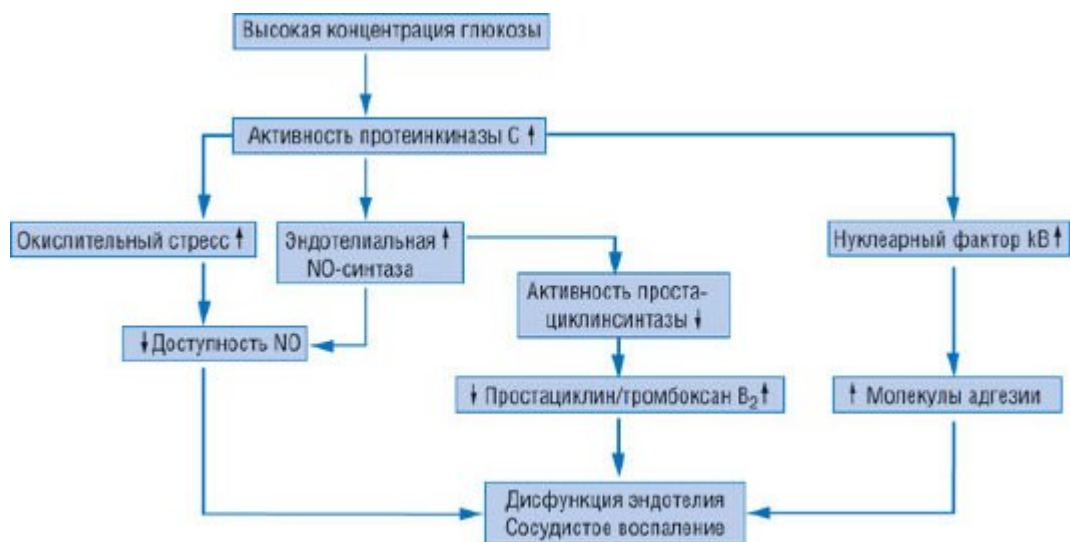 Высокая концентрация глюкозы
Активность протеинкиназы С ↑
Окислительный стресс ↑
Эндотелиальная ↑
NO-синтаза
Нуклеарный фактор kB ↑
Активность проста-
циклинсинтазы ↓
↓ Доступность NO
↓ Простациклин/тромбоксан B₂ ↑
↑ Молекулы адгезии
Дисфункция эндотелия
Сосудистое воспаление